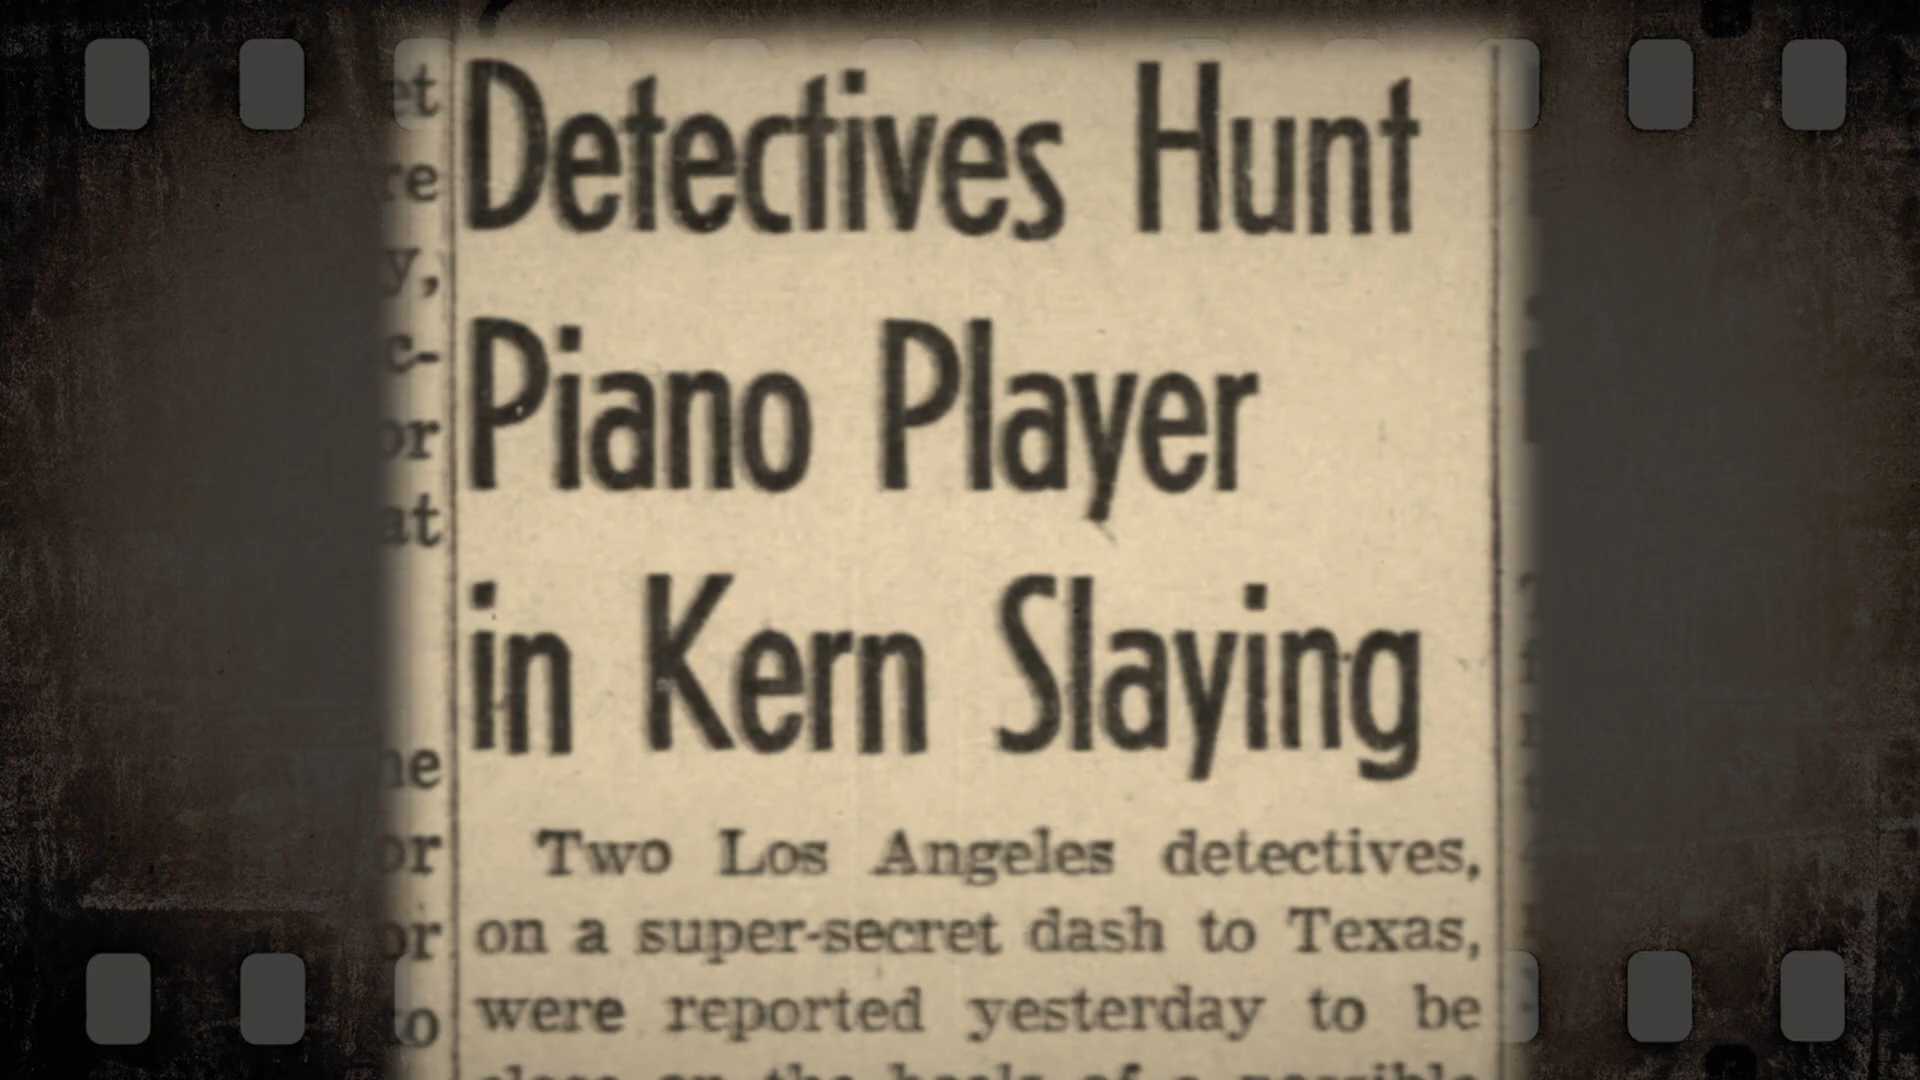 Detectives Hunt
Piano Player
in Kern Slaying
Two Los Angeles detectives,
on a super-secret dash to Texas,
were reported yesterday to be